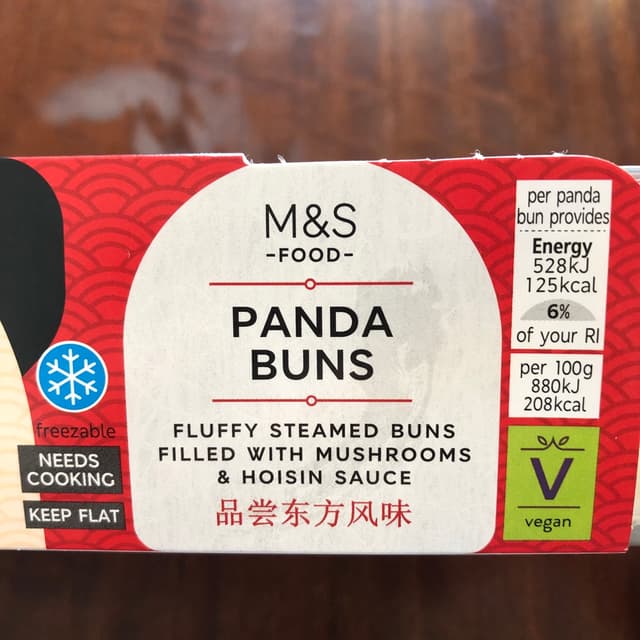 M&S
-FOOD-
PANDA
BUNS
FLUFFY STEAMED BUNS
FILLED WITH MUSHROOMS
& HOISIN SAUCE
品尝东方风味
freezable
NEEDS
COOKING
KEEP FLAT
per panda
bun provides
Energy
528kJ
125kcal
6%
of your RI
per 100g
880kJ
208kcal
V
vegan